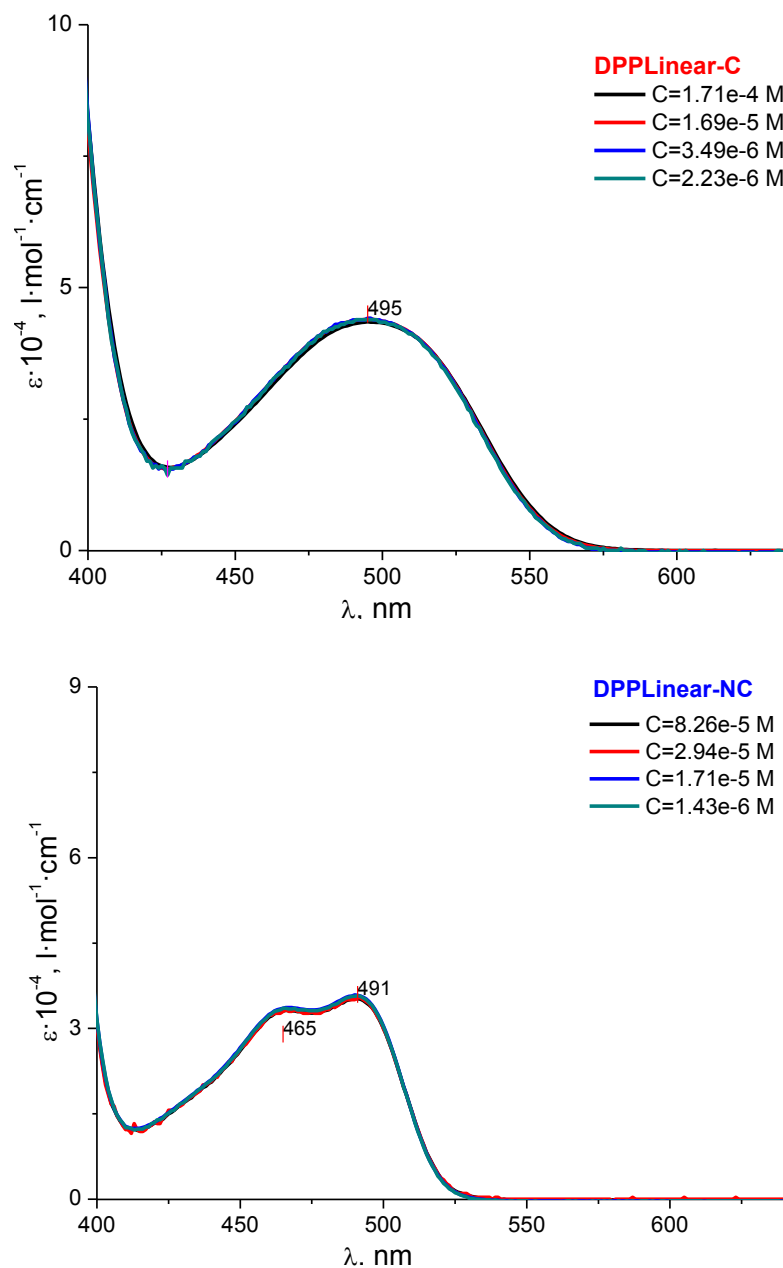 10
DPPLinear-C
C=1.71e-4 M
C=1.69e-5 M
C=3.49e-6 M
C=2.23e-6 M
ε·10⁻⁴, l·mol⁻¹·cm⁻¹
5
495
0
400 450 500 550 600
λ, nm
9
DPPLinear-NC
C=8.26e-5 M
C=2.94e-5 M
C=1.71e-5 M
C=1.43e-6 M
ε·10⁻⁴, l·mol⁻¹·cm⁻¹
6
491
3
465
0
400 450 500 550 600
λ, nm